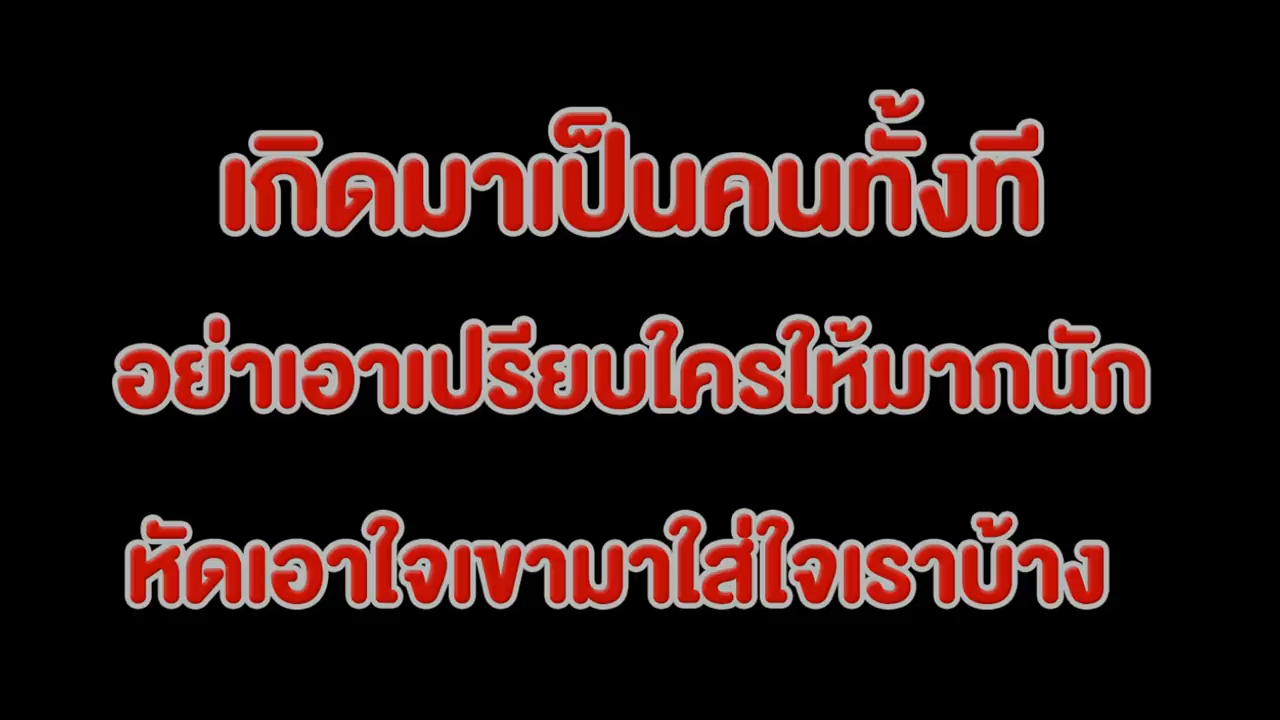 เกิดมาเป็นคนทั้งที
อย่าเอาเปรียบใครให้มากนัก
หัดเอาใจเขามาใส่ใจเราบ้าง